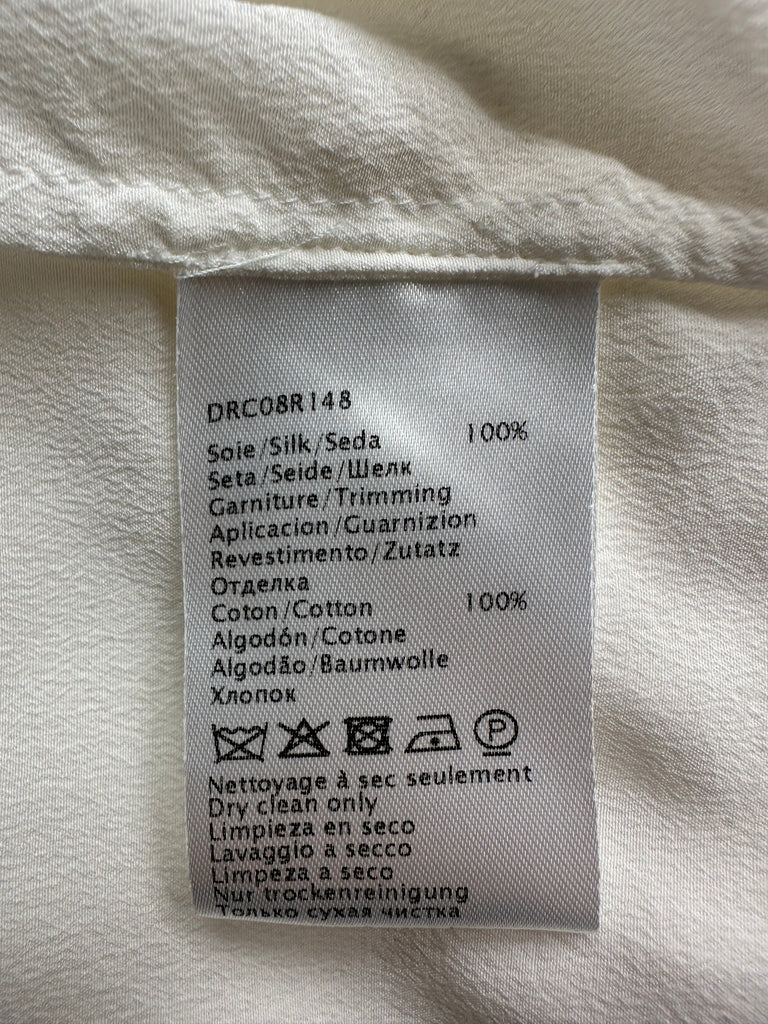 DRC08R148
Soie/Silk/Seda 100%
Seta/Seide/Шелк
Garniture/Trimming
Aplicacion/Guarnizion
Revestimento/Zutatz
Отделка
Coton/Cotton 100%
Algodón/Cotone
Algodão/Baumwolle
Хлопок
P
Nettoyage à sec seulement
Dry clean only
Limpieza en seco
Lavaggio a secco
Limpeza a seco
Nur trockenreinigung
Только сухая чистка